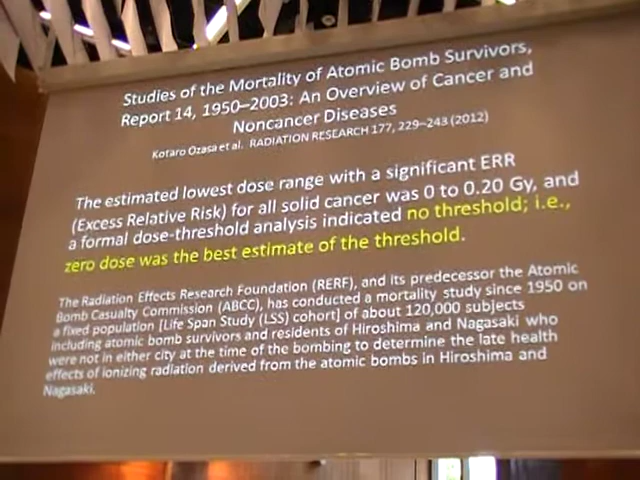 Studies of the Mortality of Atomic Bomb Survivors,
Report 14, 1950–2003: An Overview of Cancer and
Noncancer Diseases
Kotaro Ozasa et al. RADIATION RESEARCH 177, 229–243 (2012)
The estimated lowest dose range with a significant ERR
(Excess Relative Risk) for all solid cancer was 0 to 0.20 Gy, and
a formal dose-threshold analysis indicated no threshold; i.e.,
zero dose was the best estimate of the threshold.
The Radiation Effects Research Foundation (RERF), and its predecessor the Atomic
Bomb Casualty Commission (ABCC), has conducted a mortality study since 1950 on
a fixed population [Life Span Study (LSS) cohort] of about 120,000 subjects
including atomic bomb survivors and residents of Hiroshima and Nagasaki who
were not in either city at the time of the bombing to determine the late health
effects of ionizing radiation derived from the atomic bombs in Hiroshima and
Nagasaki.